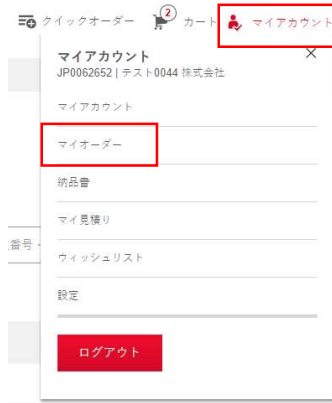 クイックオーダー 2 カート マイアカウント
マイアカウント
JP0062652 | テスト0044 株式会社
マイアカウント
マイオーダー
納品書
マイ見積り
番号・
ウィッシュリスト
設定
ログアウト